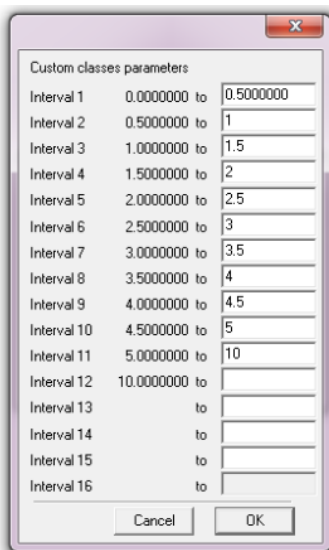 Custom classes parameters
Interval 1 0.0000000 to 0.5000000
Interval 2 0.5000000 to 1
Interval 3 1.0000000 to 1.5
Interval 4 1.5000000 to 2
Interval 5 2.0000000 to 2.5
Interval 6 2.5000000 to 3
Interval 7 3.0000000 to 3.5
Interval 8 3.5000000 to 4
Interval 9 4.0000000 to 4.5
Interval 10 4.5000000 to 5
Interval 11 5.0000000 to 10
Interval 12 10.0000000 to
Interval 13 to
Interval 14 to
Interval 15 to
Interval 16 to
Cancel OK